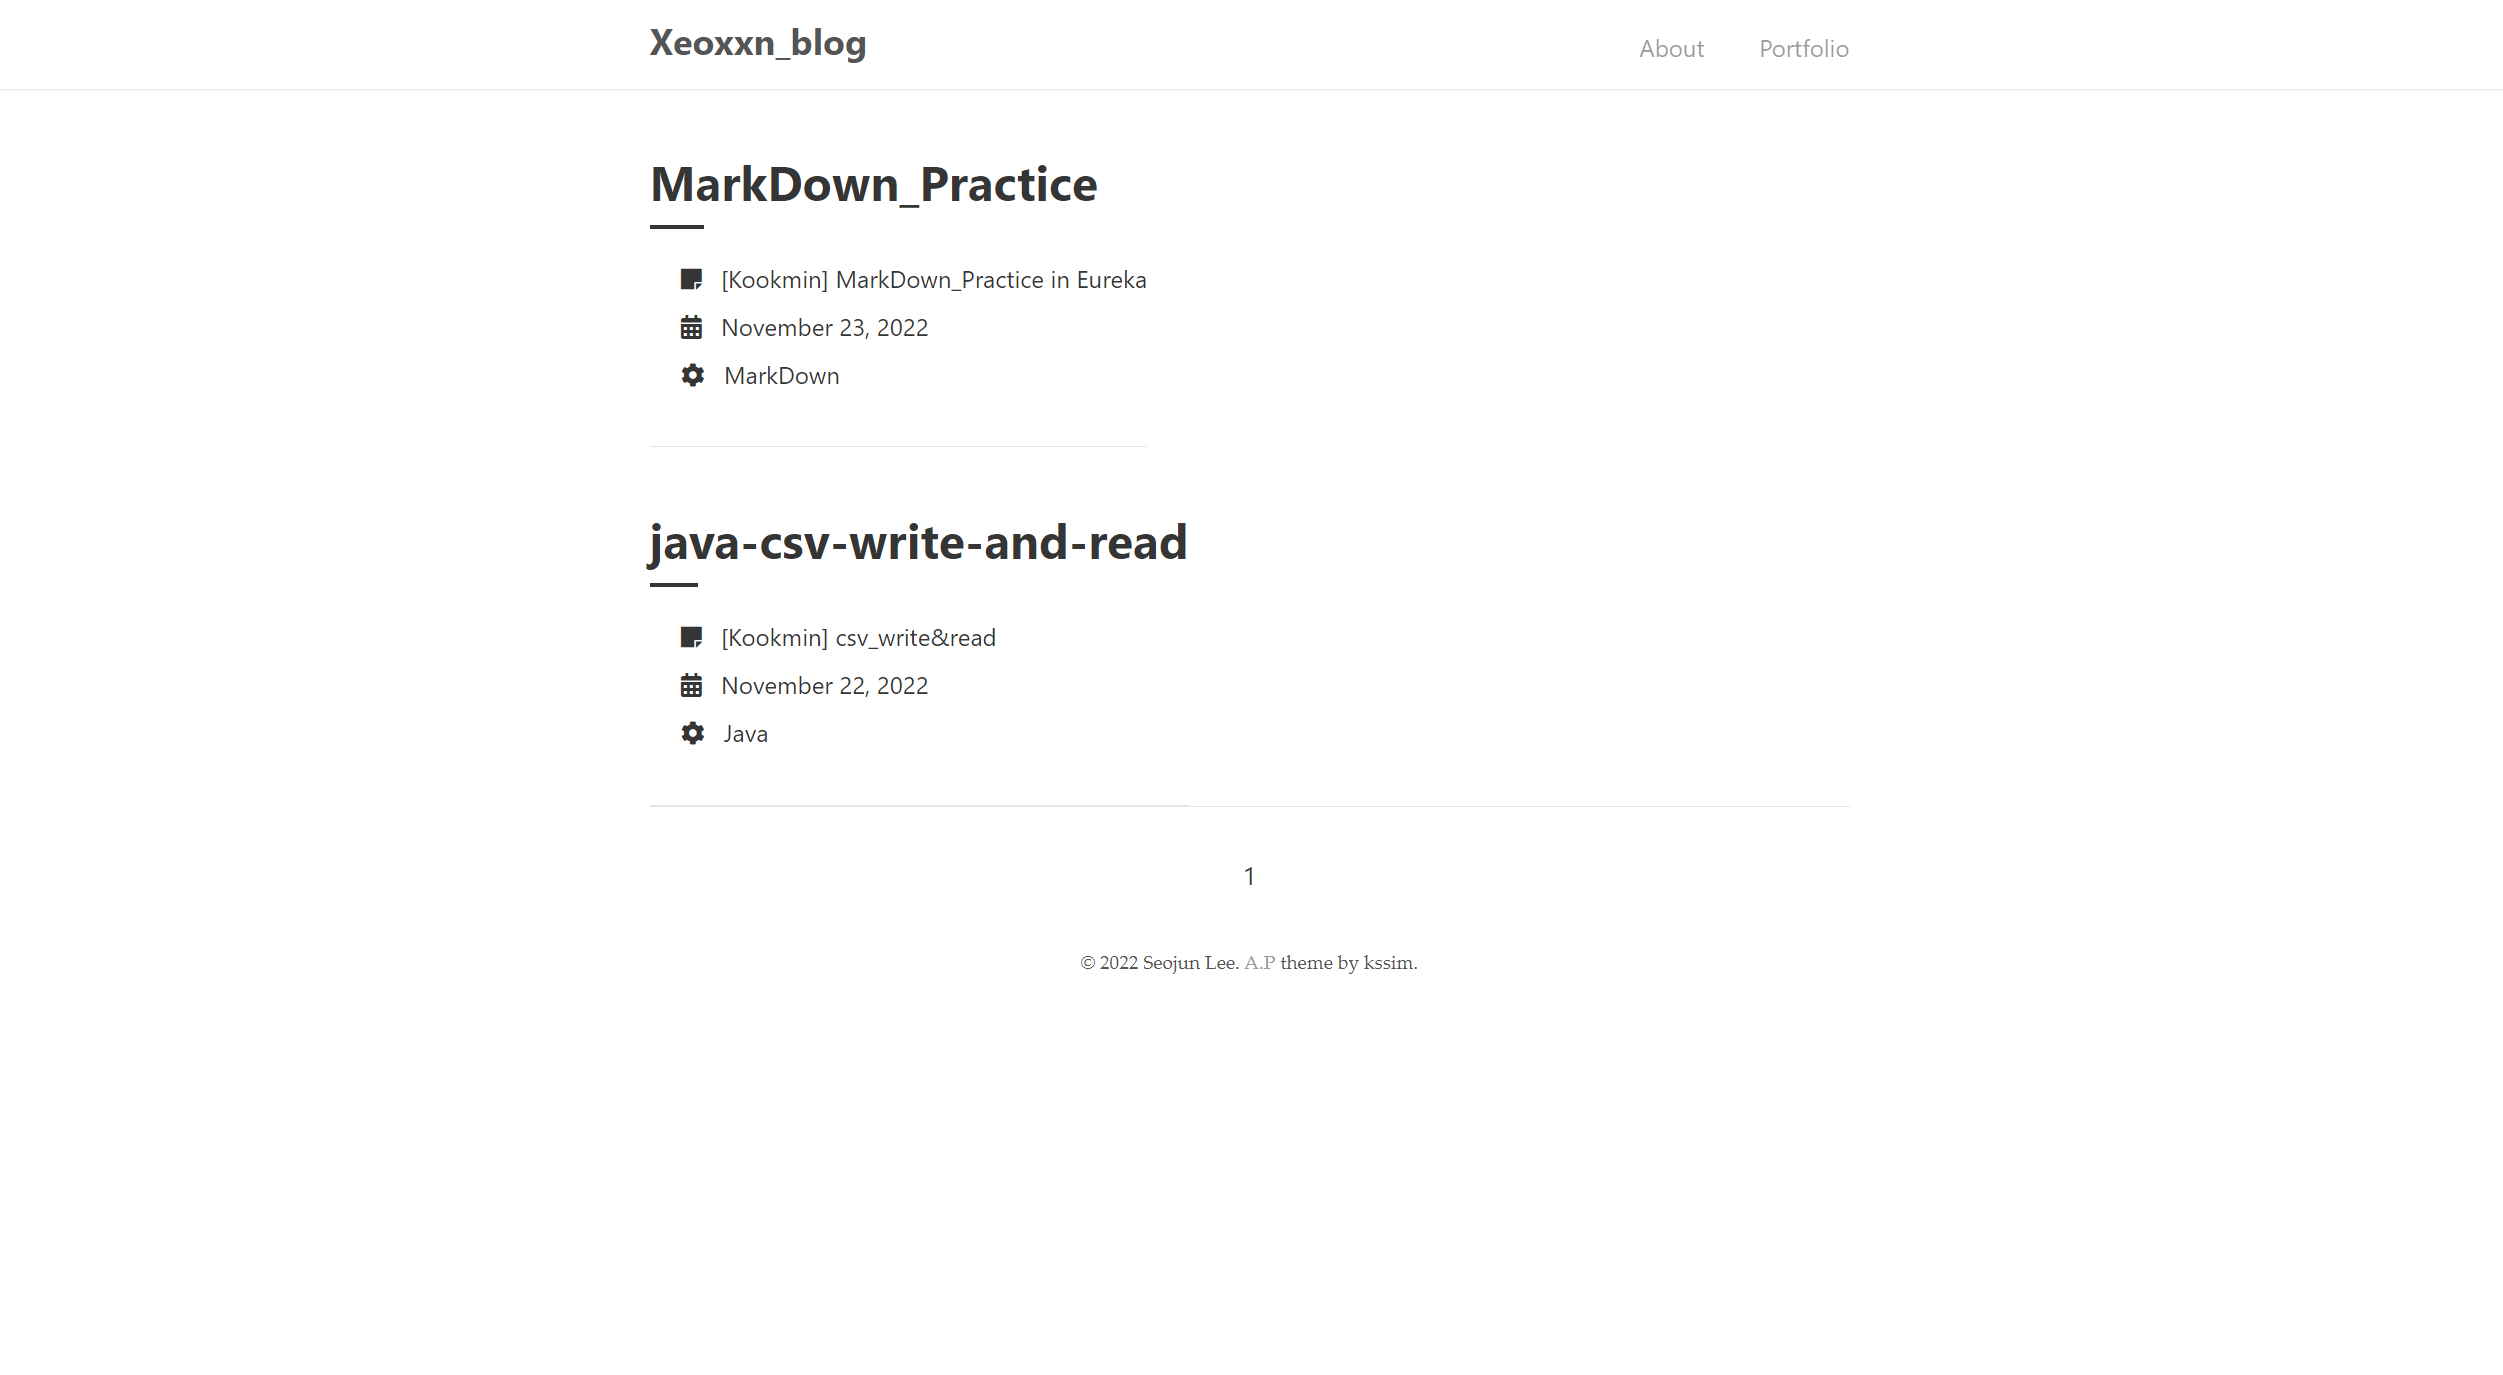 Xeoxxn_blog
About Portfolio
MarkDown_Practice
[Kookmin] MarkDown_Practice in Eureka
November 23, 2022
MarkDown
java-csv-write-and-read
[Kookmin] csv_write&read
November 22, 2022
Java
1
© 2022 Seojun Lee. A.P theme by kssim.